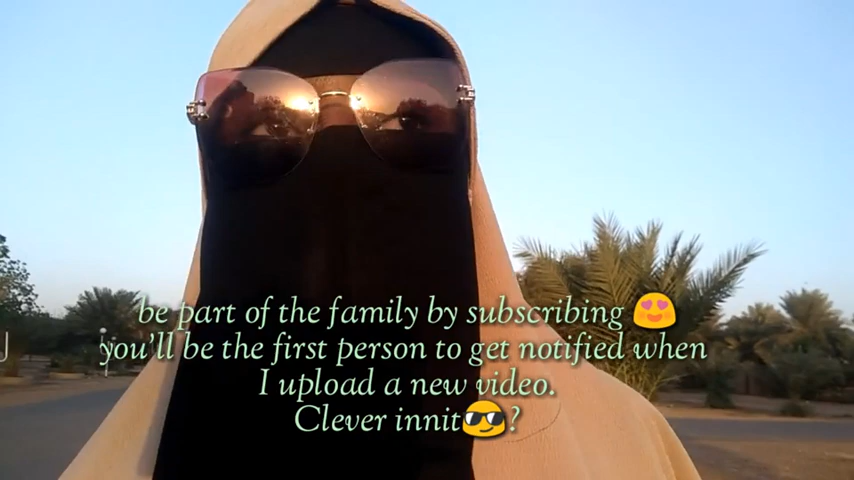 be part of the family by subscribing 😍
you'll be the first person to get notified when
I upload a new video.
Clever innit😎?